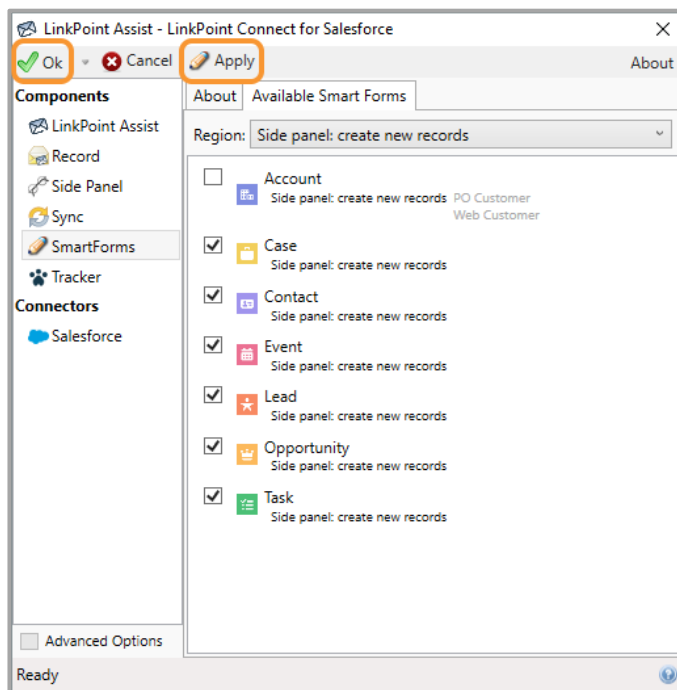 LinkPoint Assist - LinkPoint Connect for Salesforce
Ok Cancel Apply About
Components
LinkPoint Assist
Record
Side Panel
Sync
SmartForms
Tracker
Connectors
Salesforce
Advanced Options
About Available Smart Forms
Region: Side panel: create new records
Account
Side panel: create new records PO Customer
Web Customer
Case
Side panel: create new records
Contact
Side panel: create new records
Event
Side panel: create new records
Lead
Side panel: create new records
Opportunity
Side panel: create new records
Task
Side panel: create new records
Ready